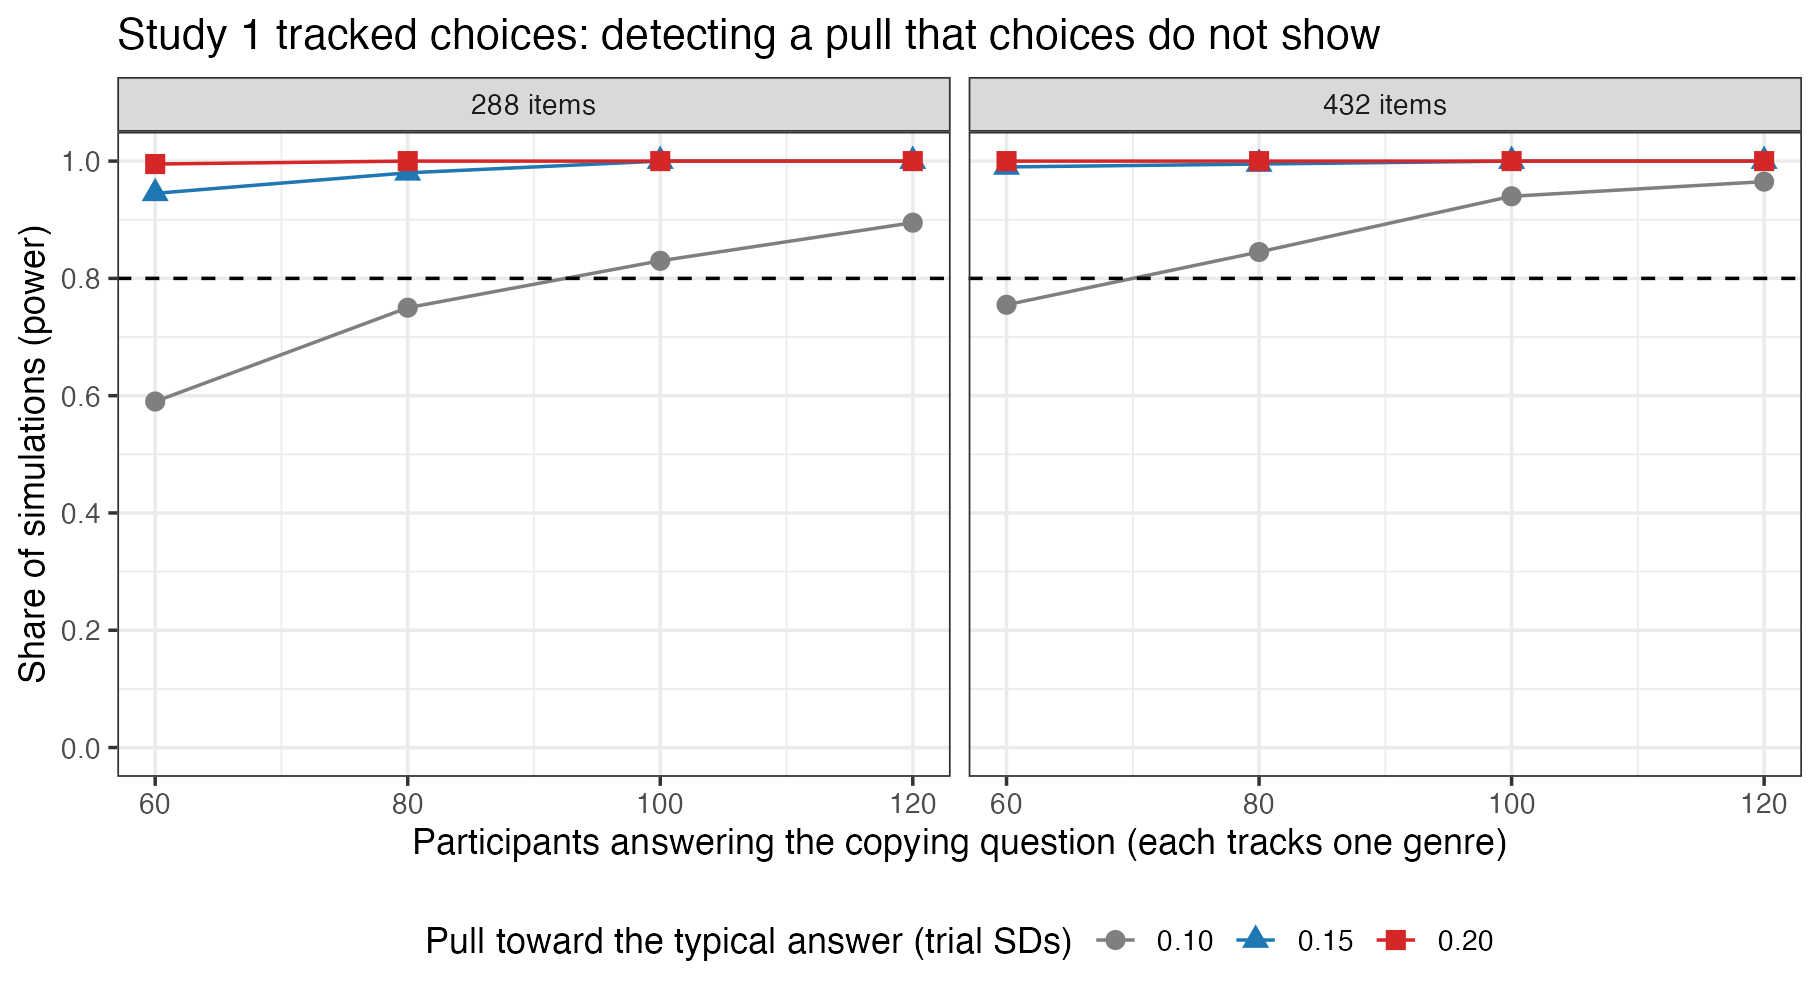 Study 1 tracked choices: detecting a pull that choices do not show
288 items
432 items
Share of simulations (power)
1.0
0.8
0.6
0.4
0.2
0.0
60 80 100 120
60 80 100 120
Participants answering the copying question (each tracks one genre)
Pull toward the typical answer (trial SDs) 0.10 0.15 0.20